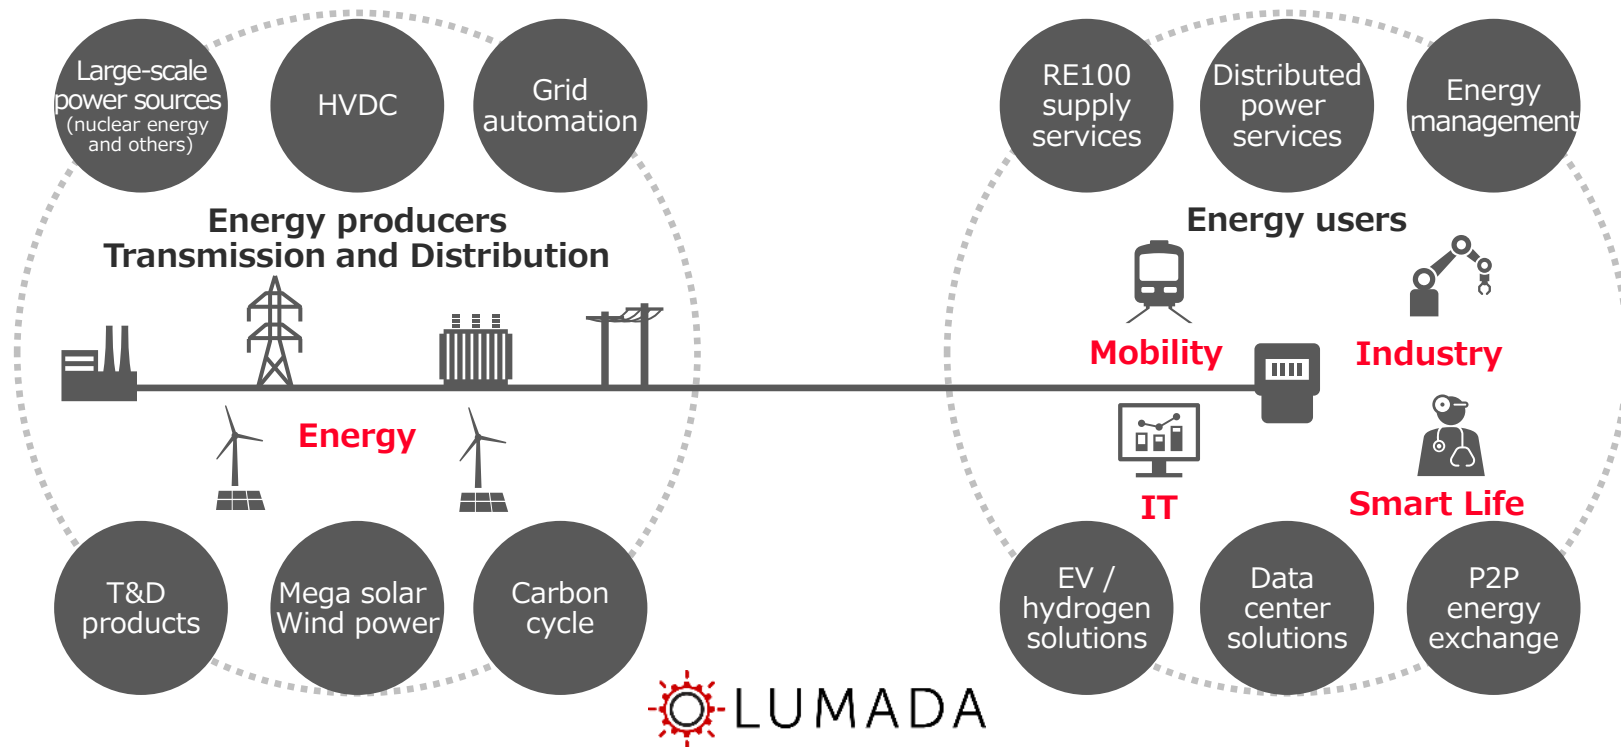 Large-scale
power sources
(nuclear energy
and others)
HVDC
Grid
automation
Energy producers
Transmission and Distribution
Energy
T&D
products
Mega solar
Wind power
Carbon
cycle
RE100
supply
services
Distributed
power
services
Energy
management
Energy users
Mobility
Industry
IT
Smart Life
EV /
hydrogen
solutions
Data
center
solutions
P2P
energy
exchange
LUMADA